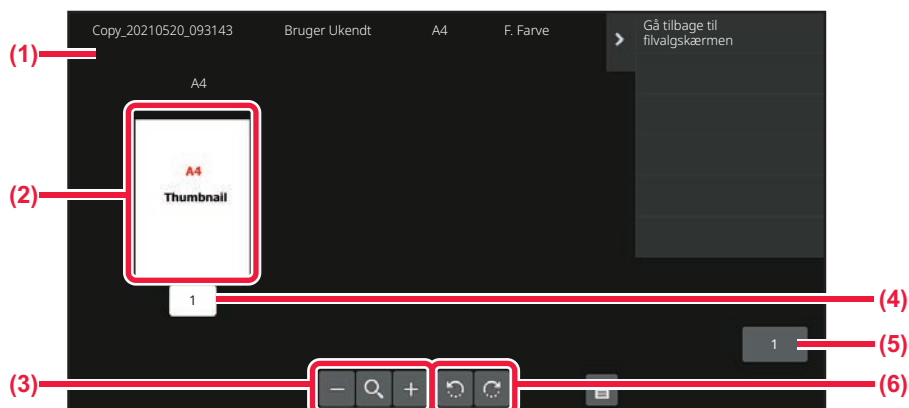 Copy_20210520_093143 Bruger Ukendt A4 F. Farve
Gå tilbage til
filvalgskærmen
(1)
A4
A4
Thumbnail
(2)
1
(4)
1
(5)
(3)
(6)